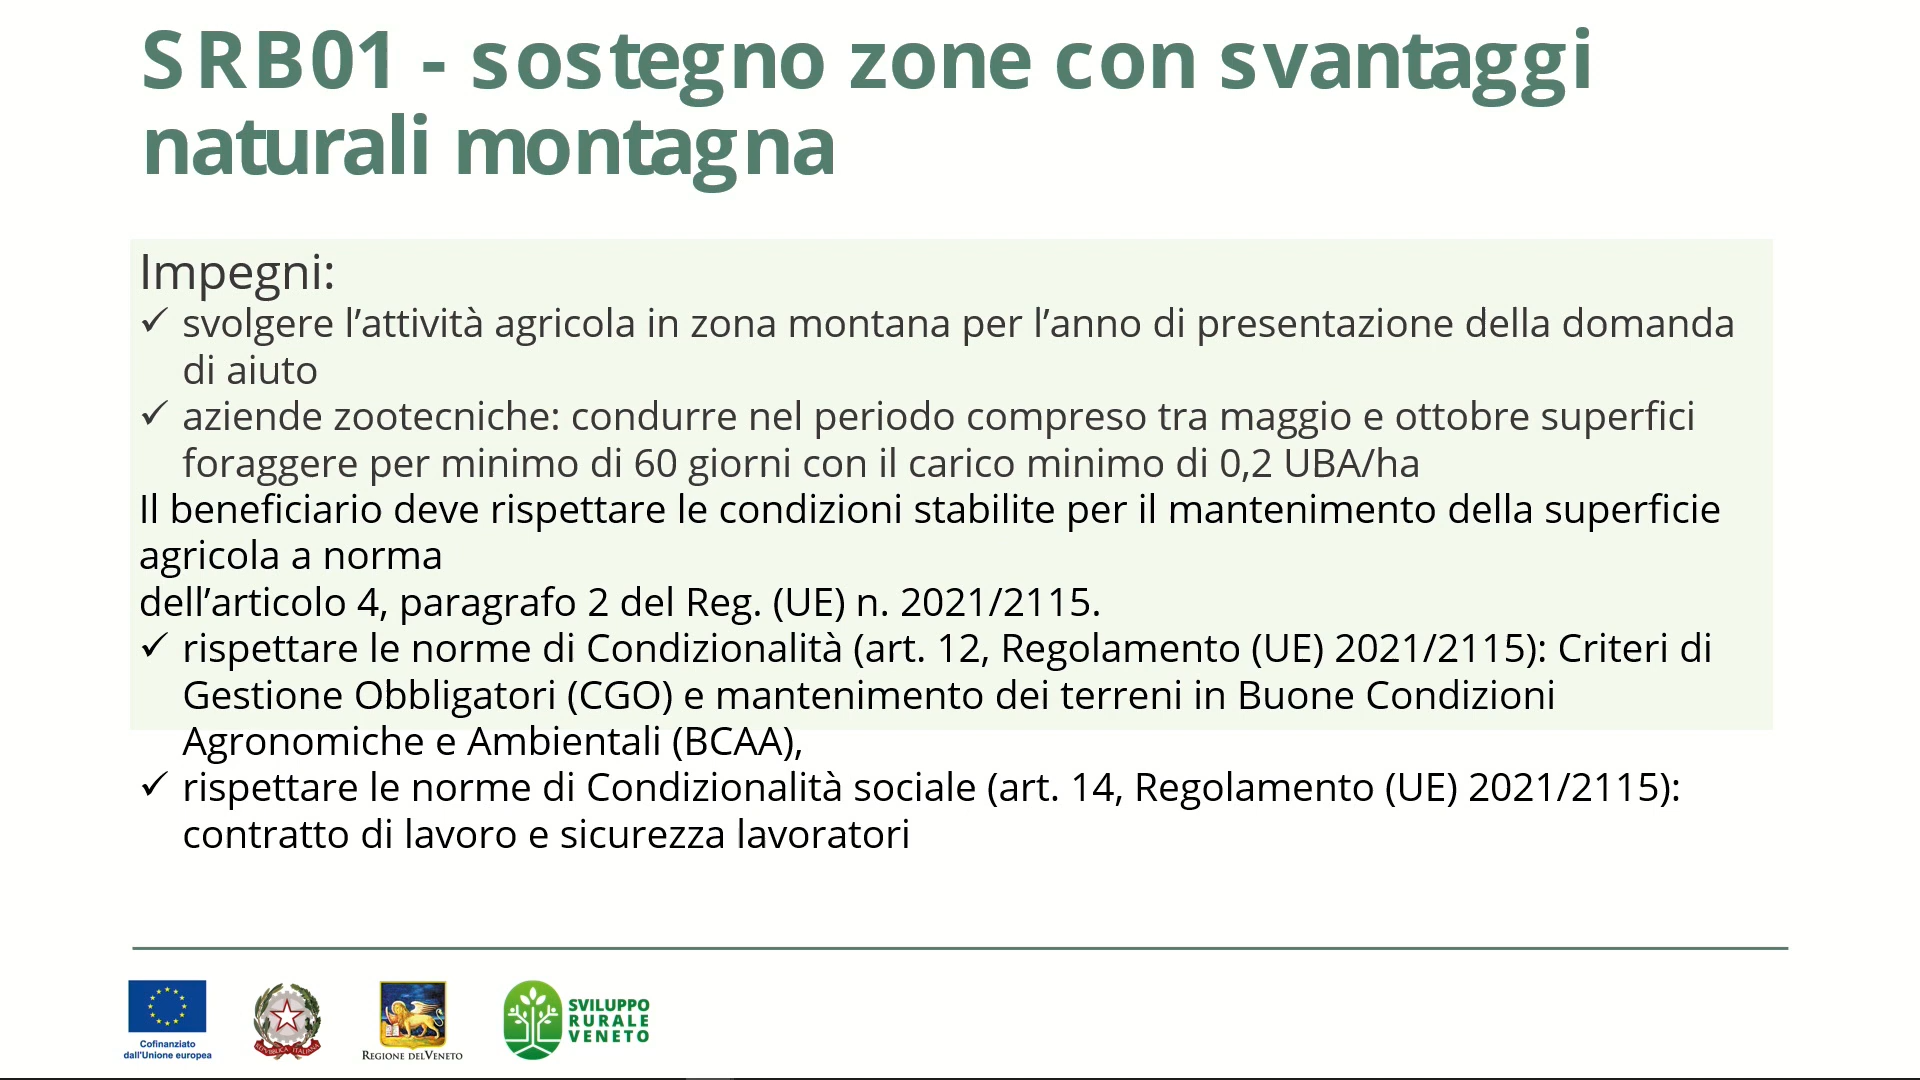 SRB01 - sostegno zone con svantaggi
naturali montagna
Impegni:
✓ svolgere l’attività agricola in zona montana per l’anno di presentazione della domanda
di aiuto
✓ aziende zootecniche: condurre nel periodo compreso tra maggio e ottobre superfici
foraggere per minimo di 60 giorni con il carico minimo di 0,2 UBA/ha
Il beneficiario deve rispettare le condizioni stabilite per il mantenimento della superficie
agricola a norma
dell’articolo 4, paragrafo 2 del Reg. (UE) n. 2021/2115.
✓ rispettare le norme di Condizionalità (art. 12, Regolamento (UE) 2021/2115): Criteri di
Gestione Obbligatori (CGO) e mantenimento dei terreni in Buone Condizioni
Agronomiche e Ambientali (BCAA),
✓ rispettare le norme di Condizionalità sociale (art. 14, Regolamento (UE) 2021/2115):
contratto di lavoro e sicurezza lavoratori
Cofinanziato
dall'Unione europea
REGIONE DEL VENETO
SVILUPPO
RURALE
VENETO